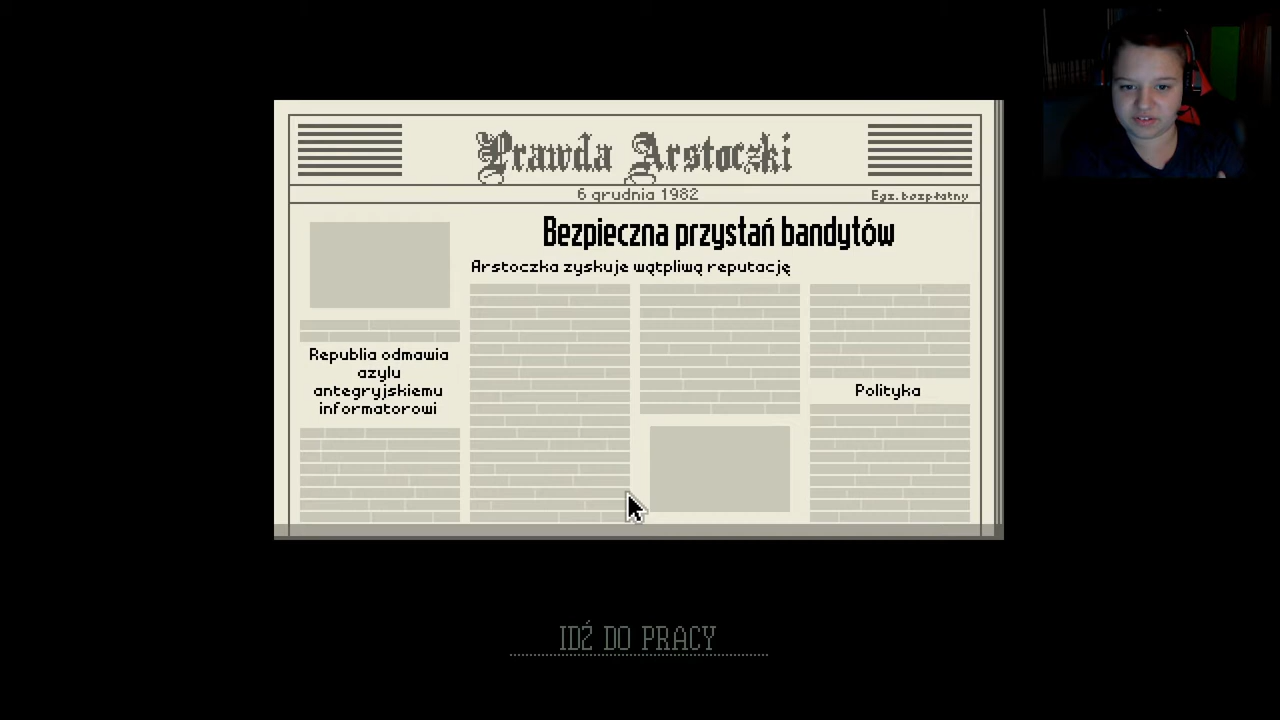 Prawda Arstoczki
6 grudnia 1982
Egz. bezpłatny
Bezpieczna przystań bandytów
Arstoczka zyskuje wątpliwą reputację
Republia odmawia
azylu
antegryjskiemu
informatorowi
Polityka
IDŹ DO PRACY